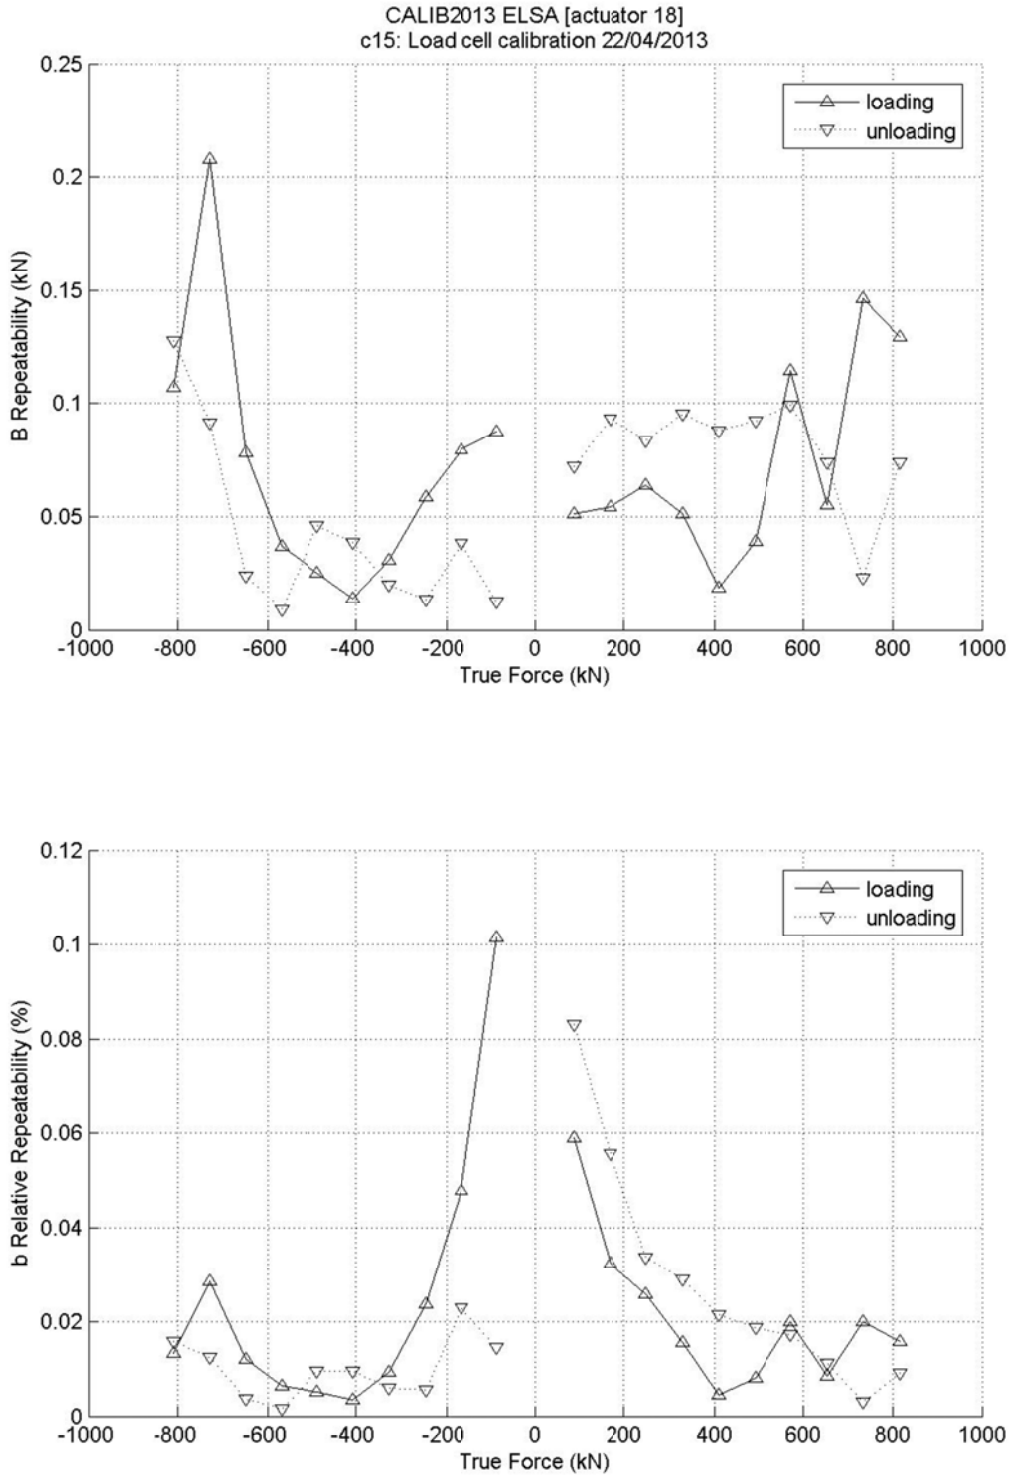 CALIB2013 ELSA [actuator 18]
c15: Load cell calibration 22/04/2013
0.25
0.2
0.15
0.1
0.05
0
B Repeatability (kN)
loading
unloading
-1000 -800 -600 -400 -200 0 200 400 600 800 1000
True Force (kN)
0.12
0.1
0.08
0.06
0.04
0.02
0
b Relative Repeatability (%)
loading
unloading
-1000 -800 -600 -400 -200 0 200 400 600 800 1000
True Force (kN)